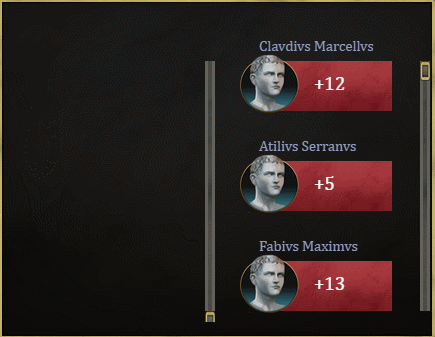 Clavdivs Marcellvs
+12
Atilivs Serranvs
+5
Fabivs Maximvs
+13